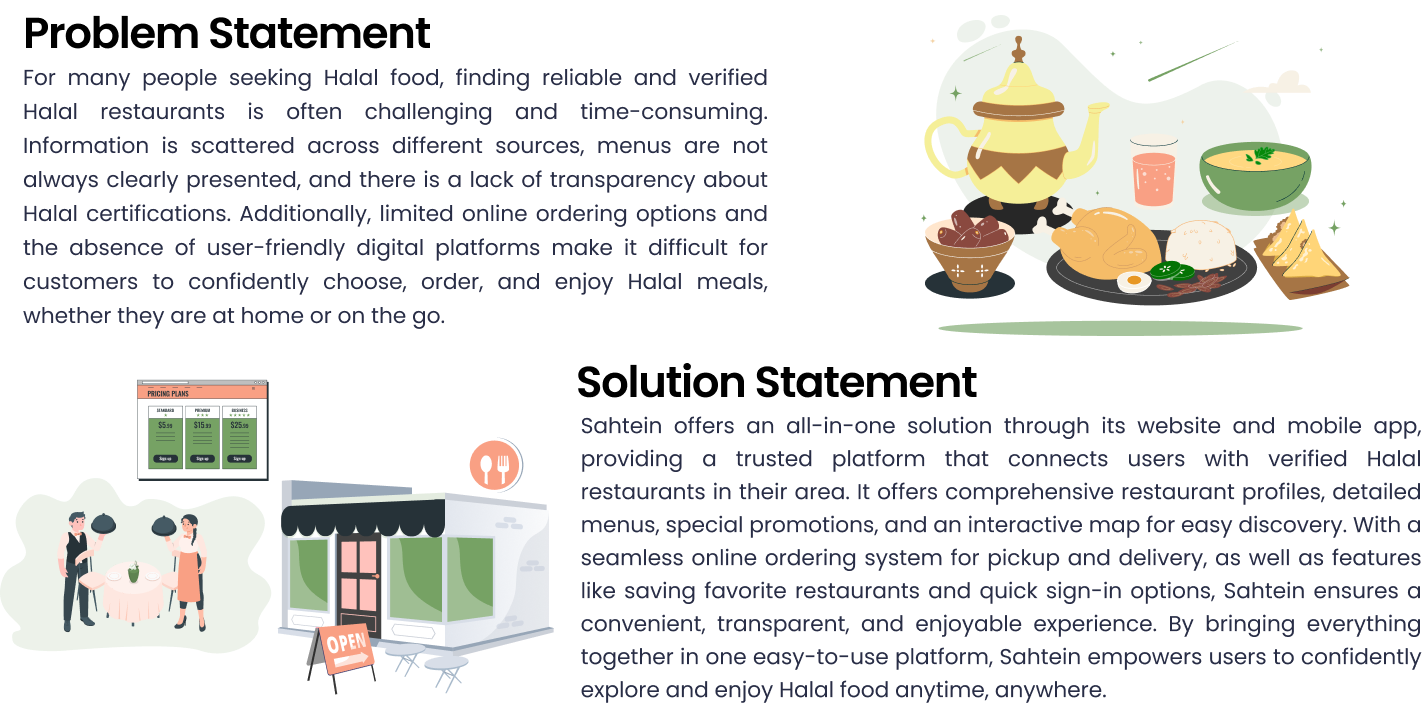 Problem Statement
For many people seeking Halal food, finding reliable and verified
Halal restaurants is often challenging and time-consuming.
Information is scattered across different sources, menus are not
always clearly presented, and there is a lack of transparency about
Halal certifications. Additionally, limited online ordering options and
the absence of user-friendly digital platforms make it difficult for
customers to confidently choose, order, and enjoy Halal meals,
whether they are at home or on the go.
PRICING PLANS
STANDARD PREMIUM BUSINESS
$5.99 $15.99 $25.99
Sign up Sign up Sign up
OPEN
Solution Statement
Sahtein offers an all-in-one solution through its website and mobile app,
providing a trusted platform that connects users with verified Halal
restaurants in their area. It offers comprehensive restaurant profiles, detailed
menus, special promotions, and an interactive map for easy discovery. With a
seamless online ordering system for pickup and delivery, as well as features
like saving favorite restaurants and quick sign-in options, Sahtein ensures a
convenient, transparent, and enjoyable experience. By bringing everything
together in one easy-to-use platform, Sahtein empowers users to confidently
explore and enjoy Halal food anytime, anywhere.